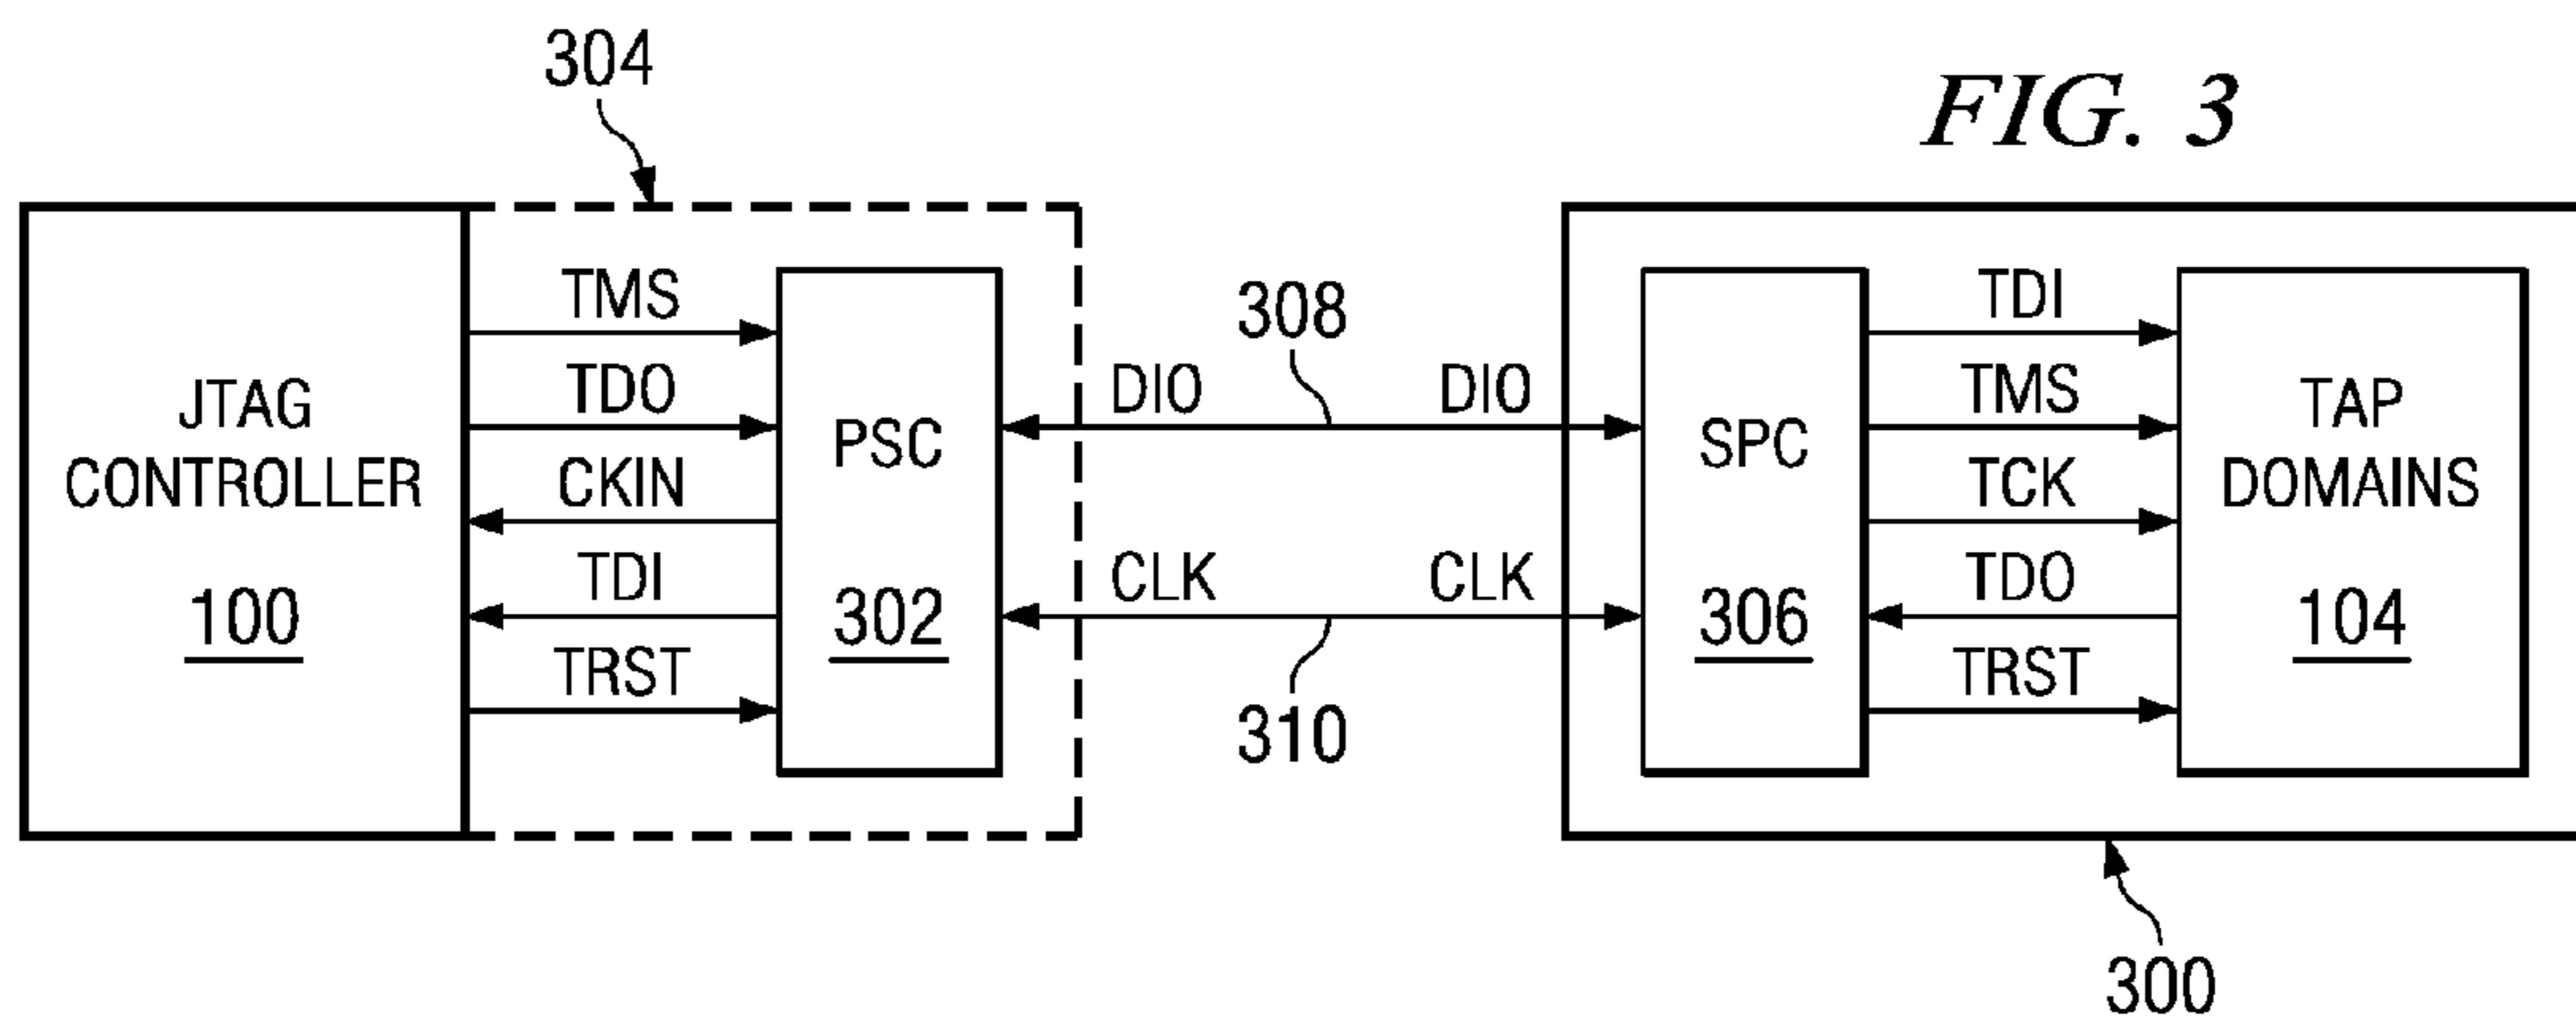 304
FIG. 3
JTAG
CONTROLLER
100
TMS
TDO
CKIN
TDI
TRST
PSC
302
308
DIO
DIO
CLK
CLK
310
SPC
306
TDI
TMS
TCK
TDO
TRST
TAP
DOMAINS
104
300